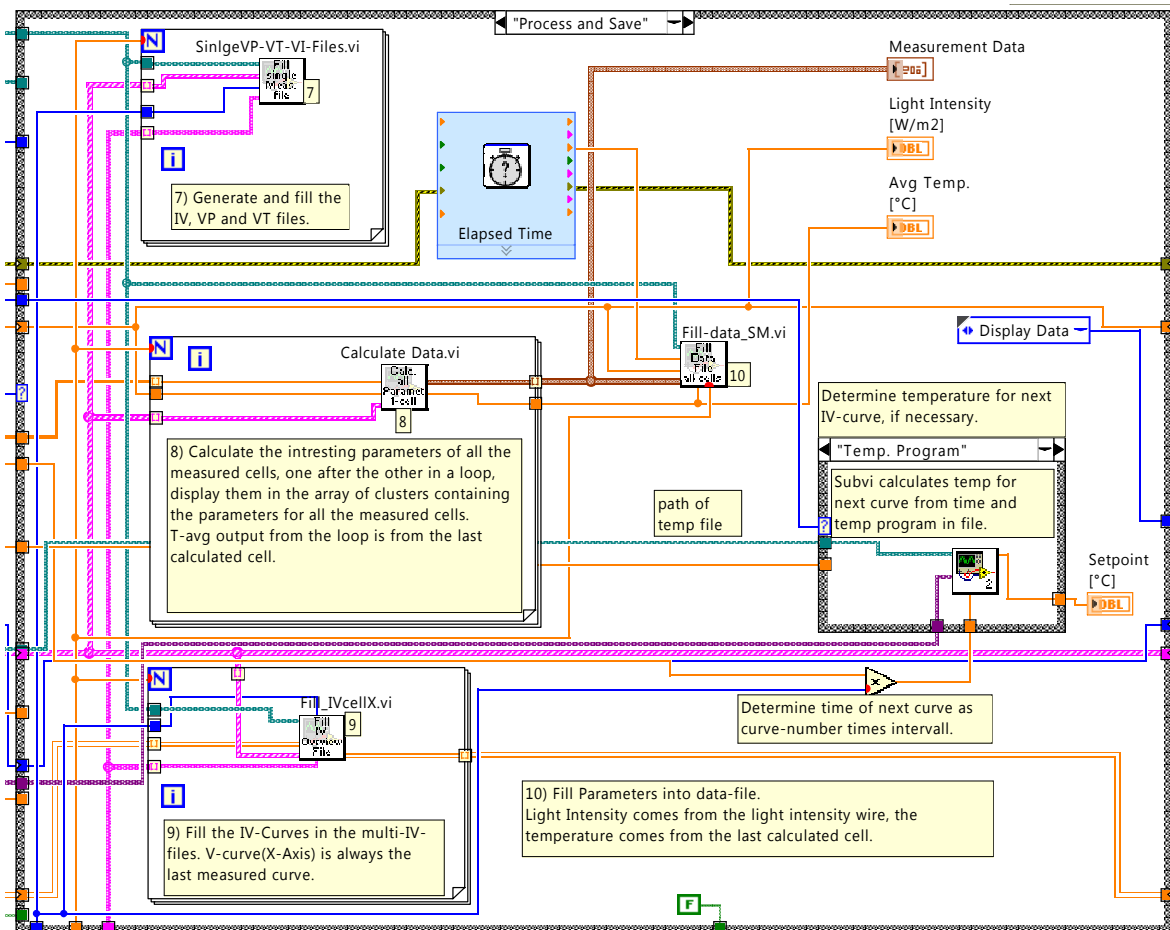 "Process and Save"
N
SinlgeVP-VT-VI-Files.vi
Fill
single
Meas.
file
7
i
7) Generate and fill the
IV, VP and VT files.
?
Elapsed Time
Measurement Data
Light Intensity
[W/m2]
DBL
Avg Temp.
[°C]
DBL
N
i
Calculate Data.vi
Calc.
all
Paramet
1-cell
8
8) Calculate the intresting parameters of all the
measured cells, one after the other in a loop,
display them in the array of clusters containing
the parameters for all the measured cells.
T-avg output from the loop is from the last
calculated cell.
Fill-data_SM.vi
Fill
Data
File
all cells
10
Display Data
Determine temperature for next
IV-curve, if necessary.
"Temp. Program"
Subvi calculates temp for
next curve from time and
temp program in file.
?
2
path of
temp file
Setpoint
[°C]
DBL
?
x
Determine time of next curve as
curve-number times intervall.
N
Fill_IVcellX.vi
Fill
IV
Overview
File
9
i
9) Fill the IV-Curves in the multi-IV-
files. V-curve(X-Axis) is always the
last measured curve.
10) Fill Parameters into data-file.
Light Intensity comes from the light intensity wire, the
temperature comes from the last calculated cell.
F